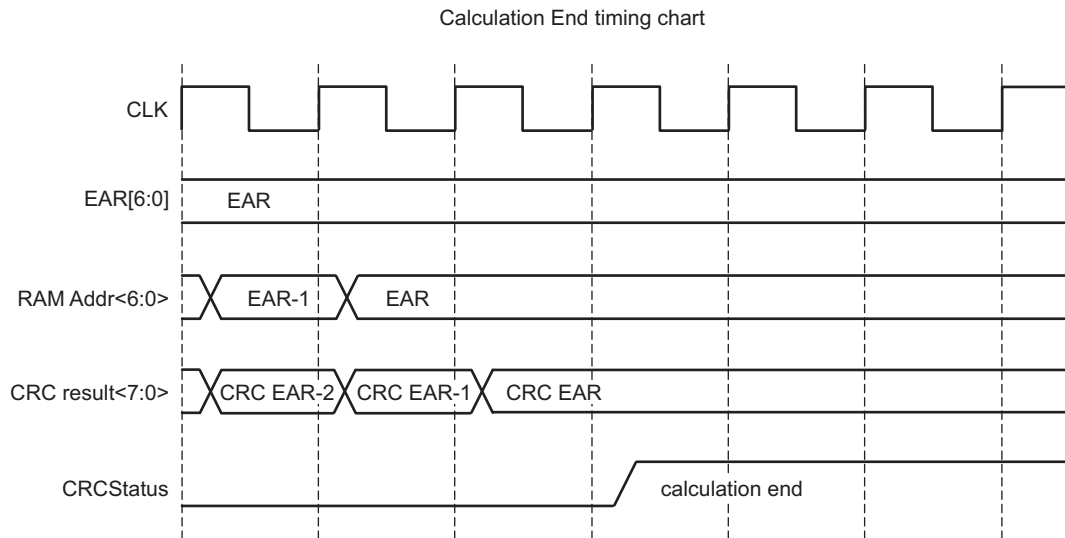 Calculation End timing chart
CLK
EAR[6:0] EAR
RAM Addr<6:0> EAR-1 EAR
CRC result<7:0> CRC EAR-2 CRC EAR-1 CRC EAR
CRCStatus calculation end